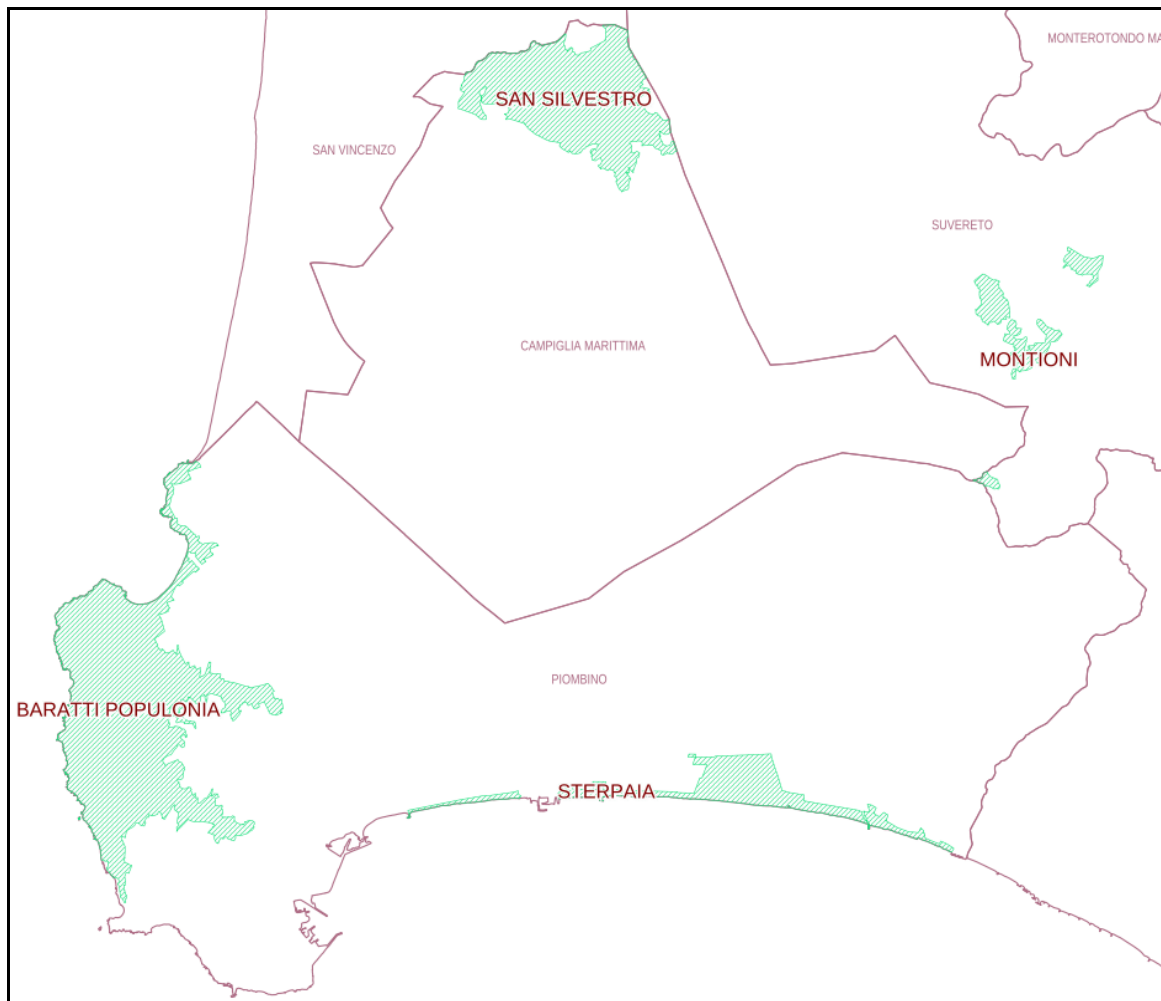 MONTEROTONDO MA
SAN SILVESTRO
SAN VINCENZO
SUVERETO
CAMPIGLIA MARITTIMA
MONTIONI
PIOMBINO
BARATTI POPULONIA
STERPAIA